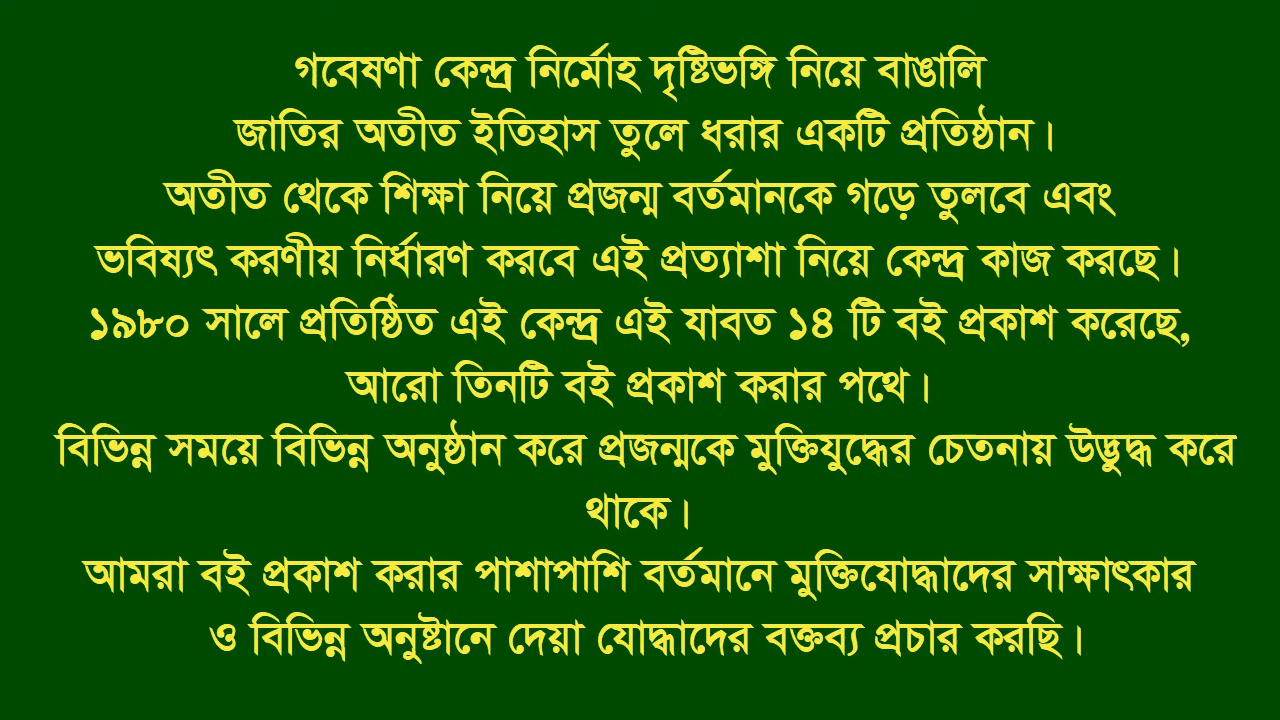 গবেষণা কেন্দ্র নির্মোহ দৃষ্টিভঙ্গি নিয়ে বাঙালি
জাতির অতীত ইতিহাস তুলে ধরার একটি প্রতিষ্ঠান।
অতীত থেকে শিক্ষা নিয়ে প্রজন্ম বর্তমানকে গড়ে তুলবে এবং
ভবিষ্যৎ করণীয় নির্ধারণ করবে এই প্রত্যাশা নিয়ে কেন্দ্র কাজ করছে।
১৯৮০ সালে প্রতিষ্ঠিত এই কেন্দ্র এই যাবত ১৪ টি বই প্রকাশ করেছে,
আরো তিনটি বই প্রকাশ করার পথে।
বিভিন্ন সময়ে বিভিন্ন অনুষ্ঠান করে প্রজন্মকে মুক্তিযুদ্ধের চেতনায় উদ্ভুদ্ধ করে
থাকে।
আমরা বই প্রকাশ করার পাশাপাশি বর্তমানে মুক্তিযোদ্ধাদের সাক্ষাৎকার
ও বিভিন্ন অনুষ্টানে দেয়া যোদ্ধাদের বক্তব্য প্রচার করছি।